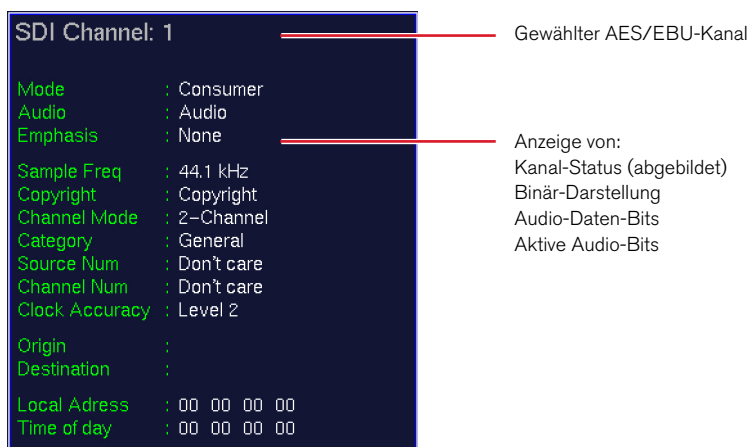 SDI Channel: 1
Gewählter AES/EBU-Kanal
Mode : Consumer
Audio : Audio
Emphasis : None
Anzeige von:
Kanal-Status (abgebildet)
Binär-Darstellung
Audio-Daten-Bits
Aktive Audio-Bits
Sample Freq : 44.1 kHz
Copyright : Copyright
Channel Mode : 2-Channel
Category : General
Source Num : Don't care
Channel Num : Don't care
Clock Accuracy : Level 2
Origin :
Destination :
Local Adress : 00 00 00 00
Time of day : 00 00 00 00